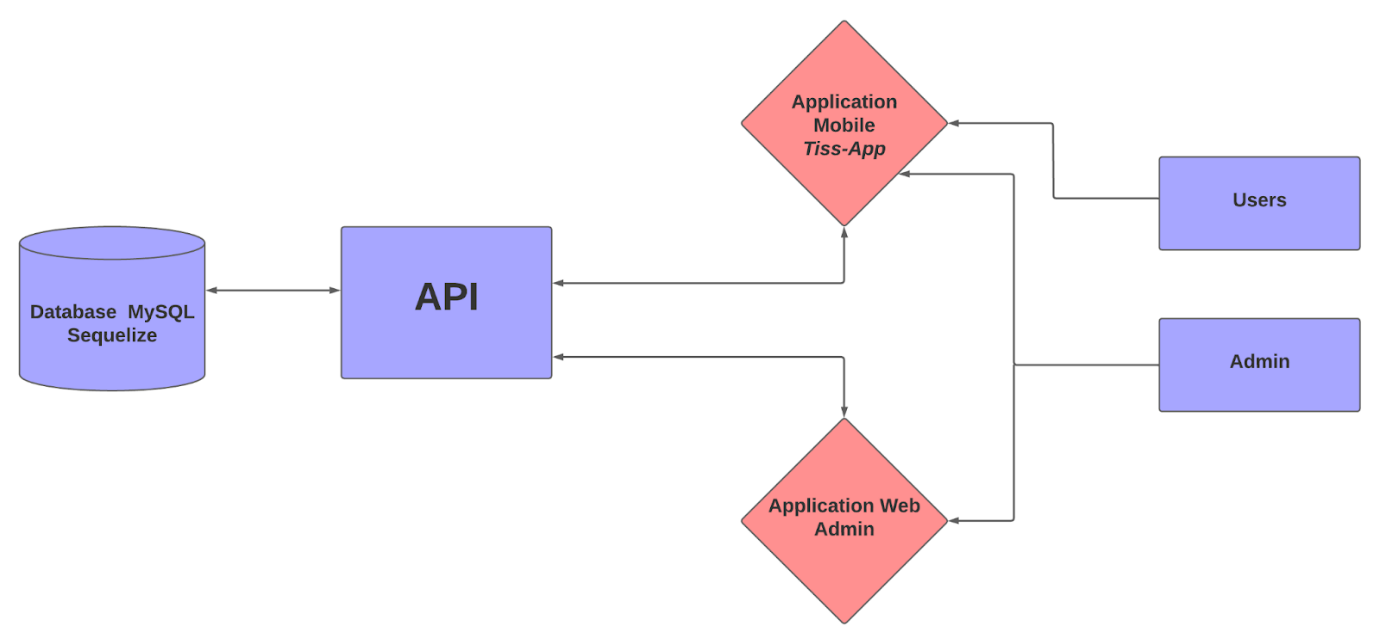 Database  MySQL
Sequelize
API
Application
Mobile
Tiss-App
Application Web
Admin
Users
Admin